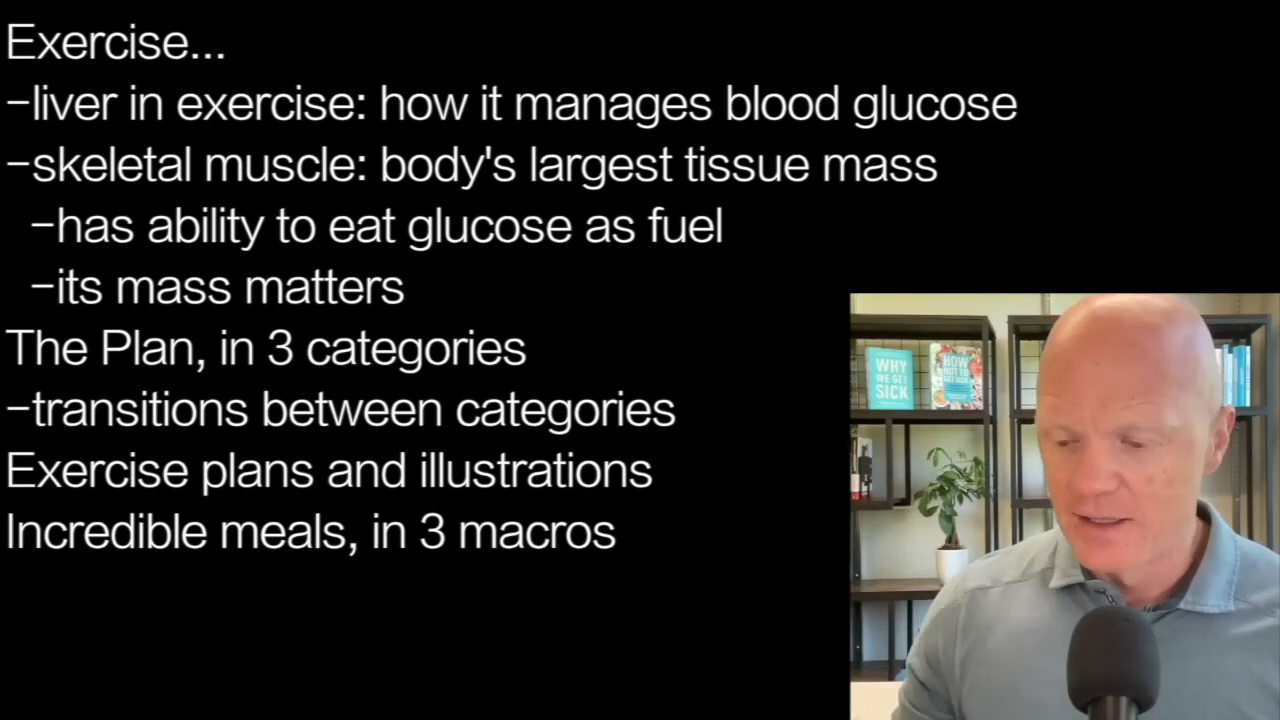 Exercise...
–liver in exercise: how it manages blood glucose
–skeletal muscle: body's largest tissue mass
–has ability to eat glucose as fuel
–its mass matters
The Plan, in 3 categories
–transitions between categories
Exercise plans and illustrations
Incredible meals, in 3 macros
WHY
WE GET
SICK
HOW
NOT TO
GET SICK